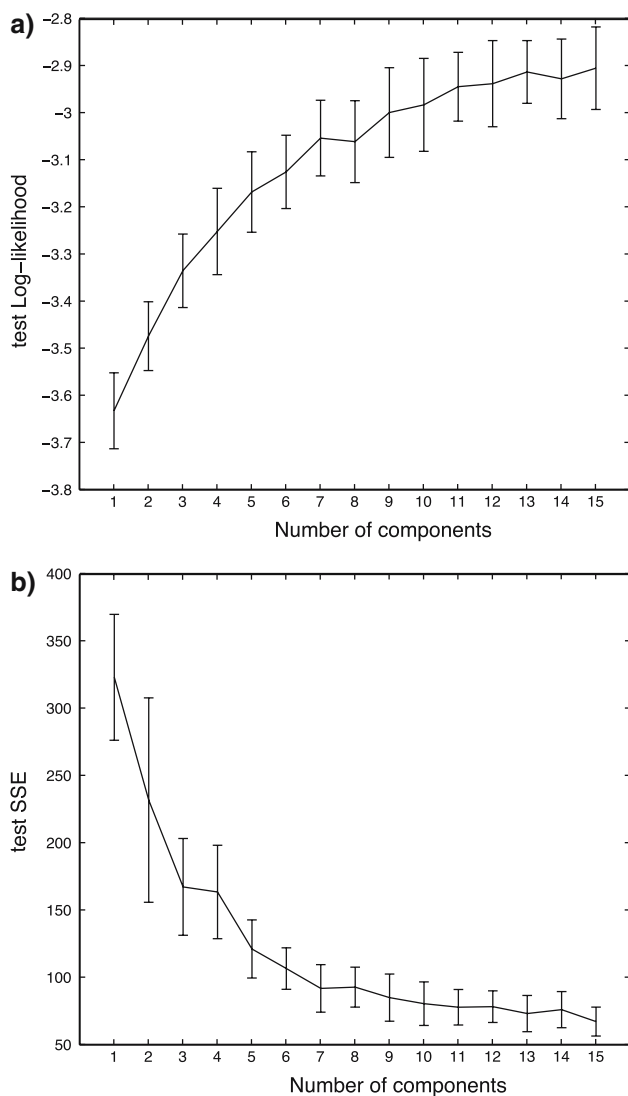 a)
-2.8
-2.9
-3
-3.1
-3.2
-3.3
-3.4
-3.5
-3.6
-3.7
-3.8
test Log-likelihood
1 2 3 4 5 6 7 8 9 10 11 12 13 14 15
Number of components
b)
400
350
300
250
200
150
100
50
test SSE
1 2 3 4 5 6 7 8 9 10 11 12 13 14 15
Number of components